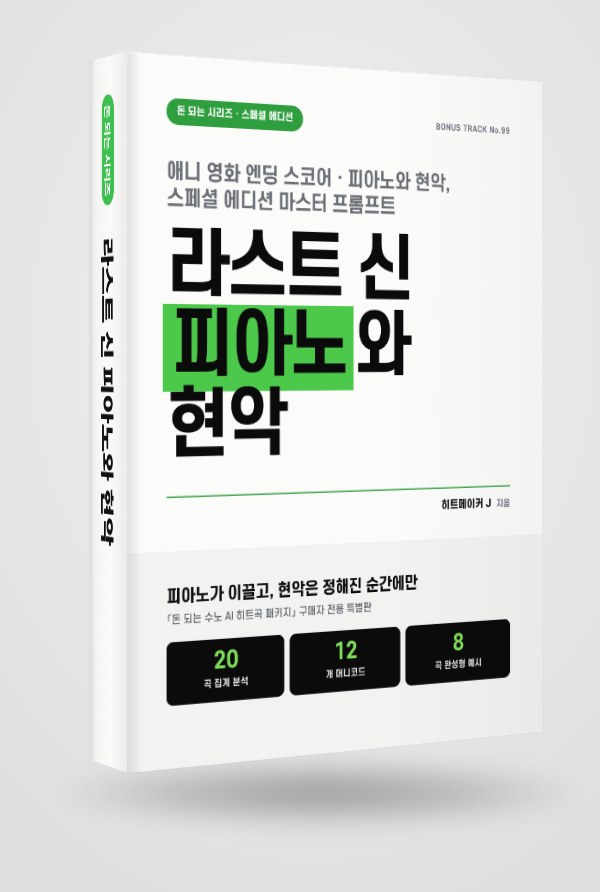 돈 되는 시리즈
라스트 신 피아노와 현악
돈 되는 시리즈 · 스페셜 에디션
BONUS TRACK No.99
애니 영화 엔딩 스코어 · 피아노와 현악,
스페셜 에디션 마스터 프롬프트
라스트 신
피아노와
현악
히트메이커 J 지음
피아노가 이끌고, 현악은 정해진 순간에만
『돈 되는 수노 AI 히트곡 패키지』 구매자 전용 특별판
20
곡 집계 분석
12
개 머니코드
8
곡 완성형 예시